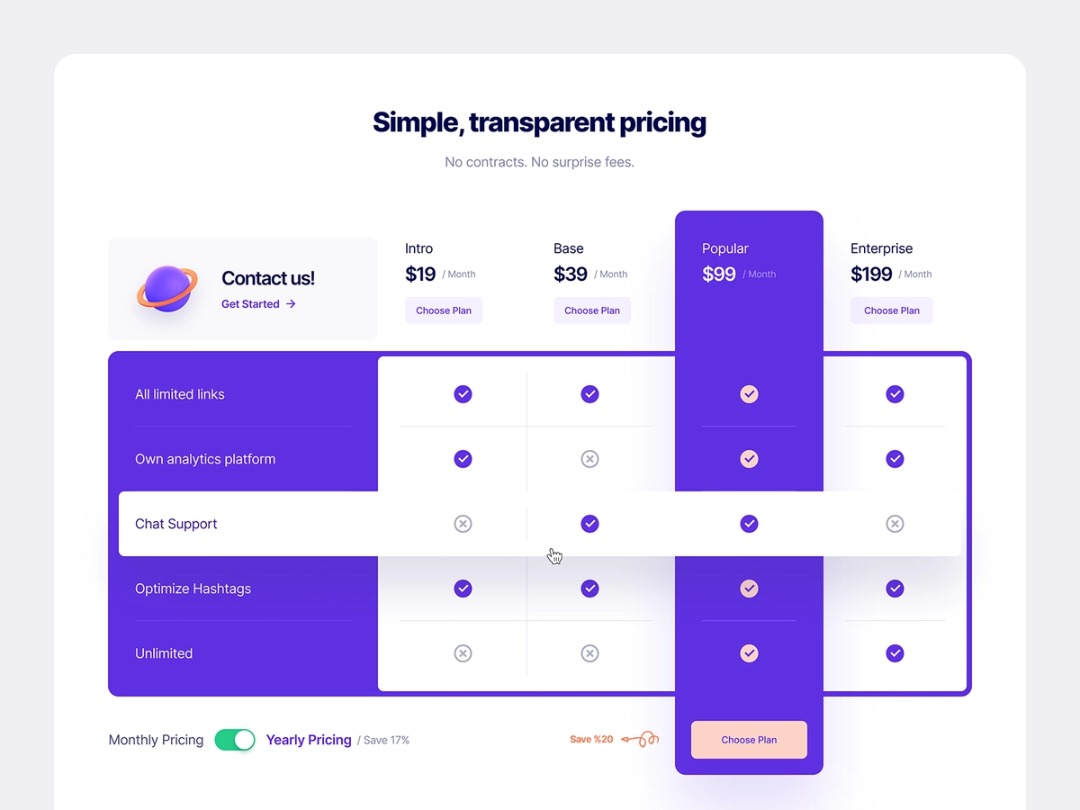 Simple, transparent pricing
No contracts. No surprise fees.
Contact us!
Get Started
Intro
$19 / Month
Choose Plan
Base
$39 / Month
Choose Plan
Popular
$99 / Month
Enterprise
$199 / Month
Choose Plan
All limited links
Own analytics platform
Chat Support
Optimize Hashtags
Unlimited
Monthly Pricing
Yearly Pricing / Save 17%
Save %20
Choose Plan